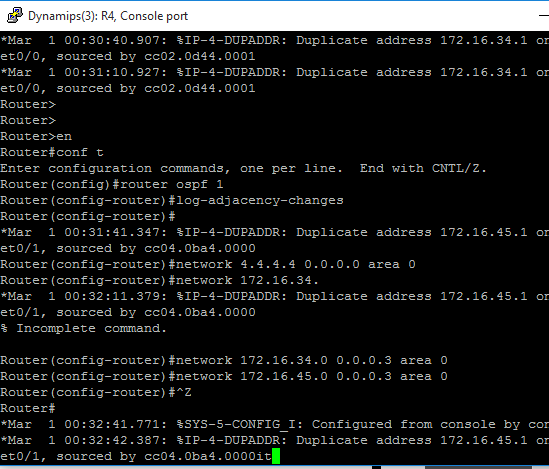 Dynamips(3): R4, Console port
*Mar  1 00:30:40.907: %IP-4-DUPADDR: Duplicate address 172.16.34.1 on
et0/0, sourced by cc02.0d44.0001
*Mar  1 00:31:10.927: %IP-4-DUPADDR: Duplicate address 172.16.34.1 on
et0/0, sourced by cc02.0d44.0001
Router>
Router>
Router>en
Router#conf t
Enter configuration commands, one per line.  End with CNTL/Z.
Router(config)#router ospf 1
Router(config-router)#log-adjacency-changes
Router(config-router)#
*Mar  1 00:31:41.347: %IP-4-DUPADDR: Duplicate address 172.16.45.1 on
et0/1, sourced by cc04.0ba4.0000
Router(config-router)#network 4.4.4.4 0.0.0.0 area 0
Router(config-router)#network 172.16.34.
*Mar  1 00:32:11.379: %IP-4-DUPADDR: Duplicate address 172.16.45.1 on
et0/1, sourced by cc04.0ba4.0000
% Incomplete command.
Router(config-router)#network 172.16.34.0 0.0.0.3 area 0
Router(config-router)#network 172.16.45.0 0.0.0.3 area 0
Router(config-router)#^Z
Router#
*Mar  1 00:32:41.771: %SYS-5-CONFIG_I: Configured from console by con
*Mar  1 00:32:42.387: %IP-4-DUPADDR: Duplicate address 172.16.45.1 on
et0/1, sourced by cc04.0ba4.0000it